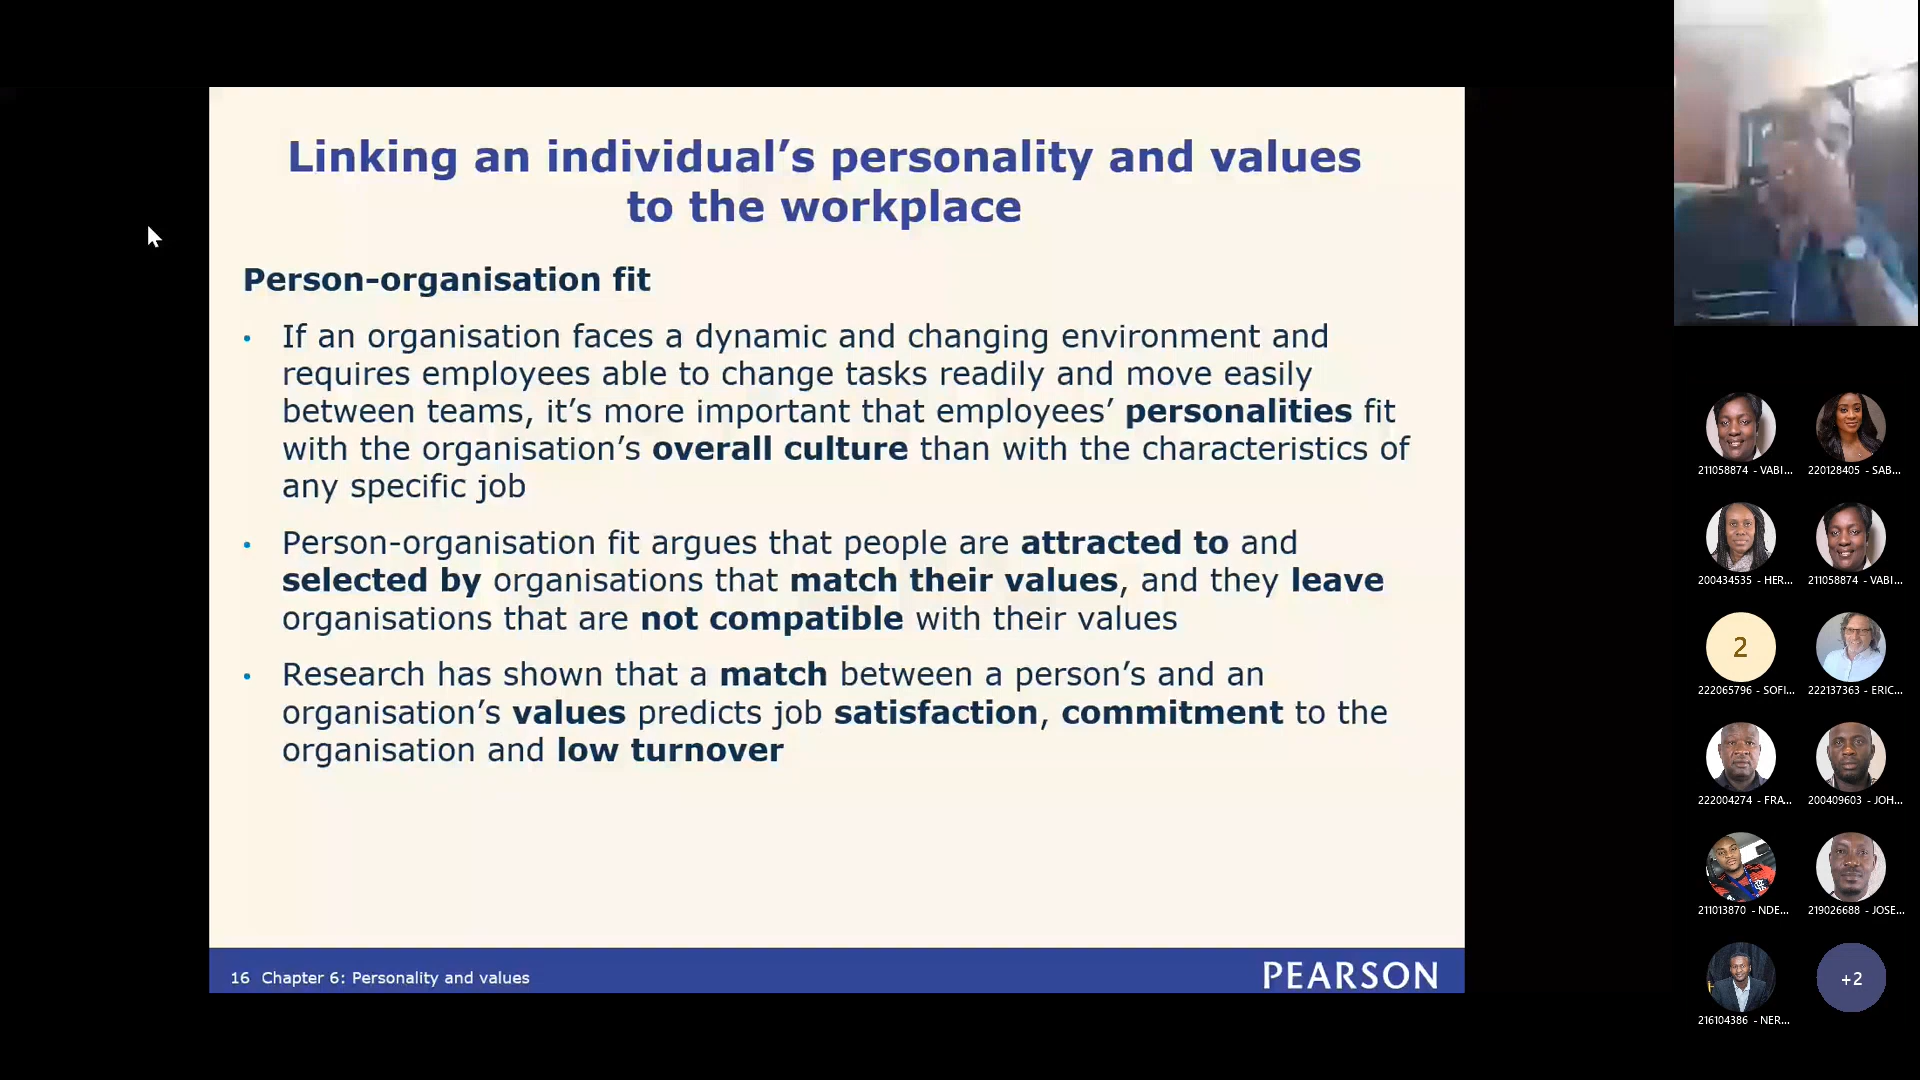 Linking an individual’s personality and values
to the workplace
Person-organisation fit
• If an organisation faces a dynamic and changing environment and
requires employees able to change tasks readily and move easily
between teams, it’s more important that employees’ personalities fit
with the organisation’s overall culture than with the characteristics of
any specific job
• Person-organisation fit argues that people are attracted to and
selected by organisations that match their values, and they leave
organisations that are not compatible with their values
• Research has shown that a match between a person’s and an
organisation’s values predicts job satisfaction, commitment to the
organisation and low turnover
16 Chapter 6: Personality and values
PEARSON
211058874 - VABI...
220128405 - SAB...
200434535 - HER...
211058874 - VABI...
2
222065796 - SOFI...
222137363 - ERIC...
222004274 - FRA...
200409603 - JOH...
211013870 - NDE...
219026688 - JOSE...
216104386 - NER...
+2